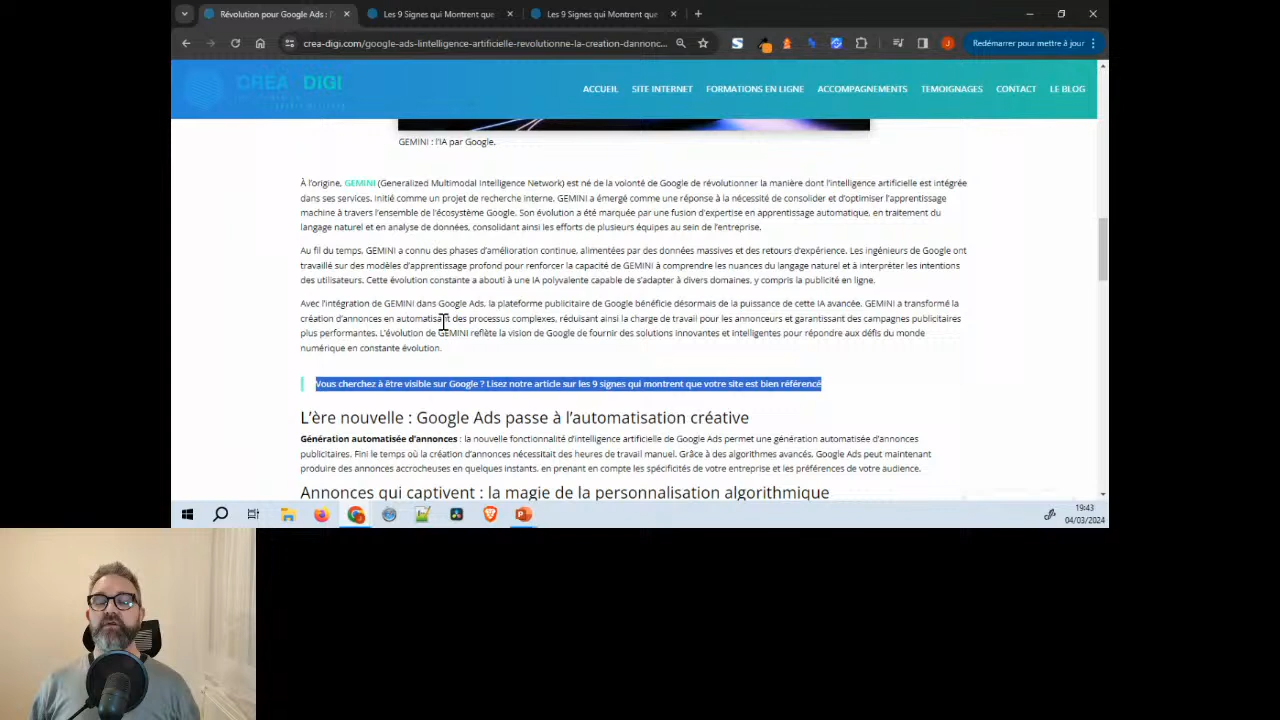 Révolution pour Google Ads : l'
Les 9 Signes qui Montrent que
Les 9 Signes qui Montrent que
crea-digi.com/google-ads-lintelligence-artificielle-revolutionne-la-creation-dannonc...
Redémarrer pour mettre à jour
CREA DIGI
ACCUEIL SITE INTERNET FORMATIONS EN LIGNE ACCOMPAGNEMENTS TEMOIGNAGES CONTACT LE BLOG
GEMINI : l'IA par Google.
À l'origine, GEMINI (Generalized Multimodal Intelligence Network) est né de la volonté de Google de révolutionner la manière dont l'intelligence artificielle est intégrée
dans ses services. Initié comme un projet de recherche interne, GEMINI a émergé comme une réponse à la nécessité de consolider et d'optimiser l'apprentissage
machine à travers l'ensemble de l'écosystème Google. Son évolution a été marquée par une fusion d'expertise en apprentissage automatique, en traitement du
langage naturel et en analyse de données, consolidant ainsi les efforts de plusieurs équipes au sein de l'entreprise.
Au fil du temps, GEMINI a connu des phases d'amélioration continue, alimentées par des données massives et des retours d'expérience. Les ingénieurs de Google ont
travaillé sur des modèles d'apprentissage profond pour renforcer la capacité de GEMINI à comprendre les nuances du langage naturel et à interpréter les intentions
des utilisateurs. Cette évolution constante a abouti à une IA polyvalente capable de s'adapter à divers domaines, y compris la publicité en ligne.
Avec l'intégration de GEMINI dans Google Ads, la plateforme publicitaire de Google bénéficie désormais de la puissance de cette IA avancée. GEMINI a transformé la
création d'annonces en automatisant des processus complexes, réduisant ainsi la charge de travail pour les annonceurs et garantissant des campagnes publicitaires
plus performantes. L'évolution de GEMINI reflète la vision de Google de fournir des solutions innovantes et intelligentes pour répondre aux défis du monde
numérique en constante évolution.
Vous cherchez à être visible sur Google ? Lisez notre article sur les 9 signes qui montrent que votre site est bien référencé
L'ère nouvelle : Google Ads passe à l'automatisation créative
Génération automatisée d'annonces : la nouvelle fonctionnalité d'intelligence artificielle de Google Ads permet une génération automatisée d'annonces
publicitaires. Fini le temps où la création d'annonces nécessitait des heures de travail manuel. Grâce à des algorithmes avancés, Google Ads peut maintenant
produire des annonces accrocheuses en quelques instants, en prenant en compte les spécificités de votre entreprise et les préférences de votre audience.
Annonces qui captivent : la magie de la personnalisation algorithmique
19:43
04/03/2024